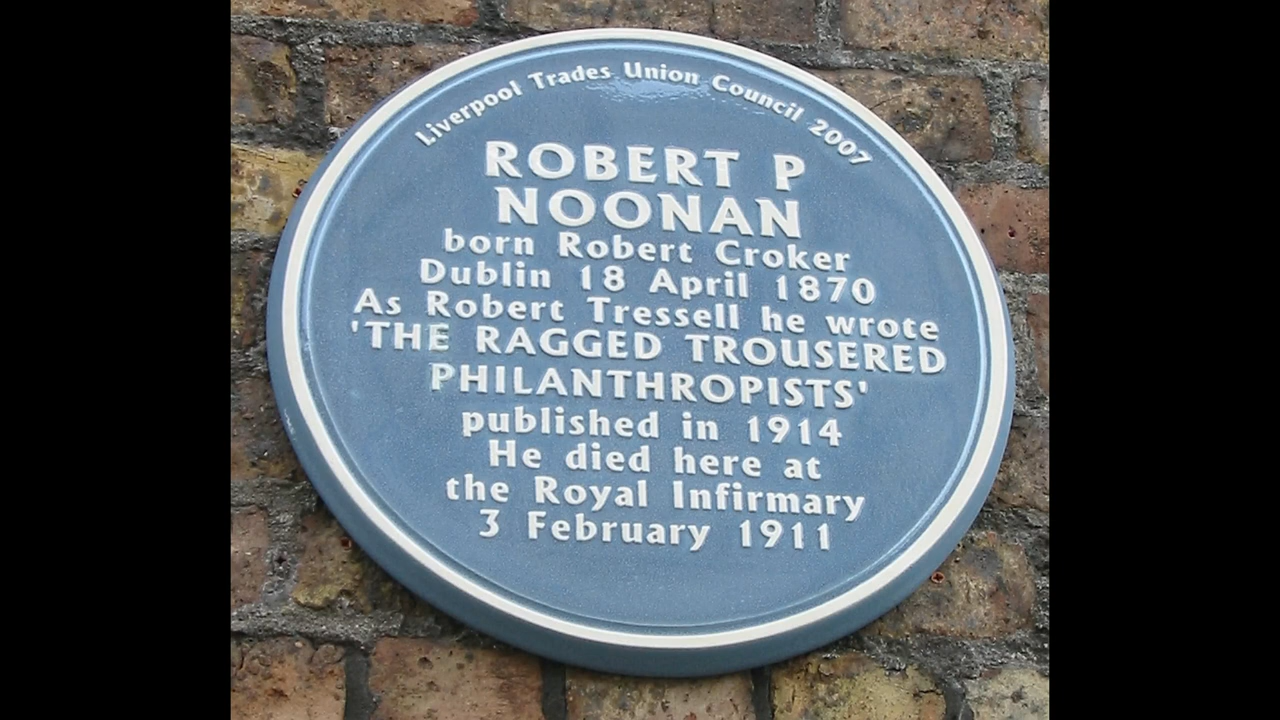 Liverpool Trades Union Council 2007
ROBERT P
NOONAN
born Robert Croker
Dublin 18 April 1870
As Robert Tressell he wrote
'THE RAGGED TROUSERED
PHILANTHROPISTS'
published in 1914
He died here at
the Royal Infirmary
3 February 1911